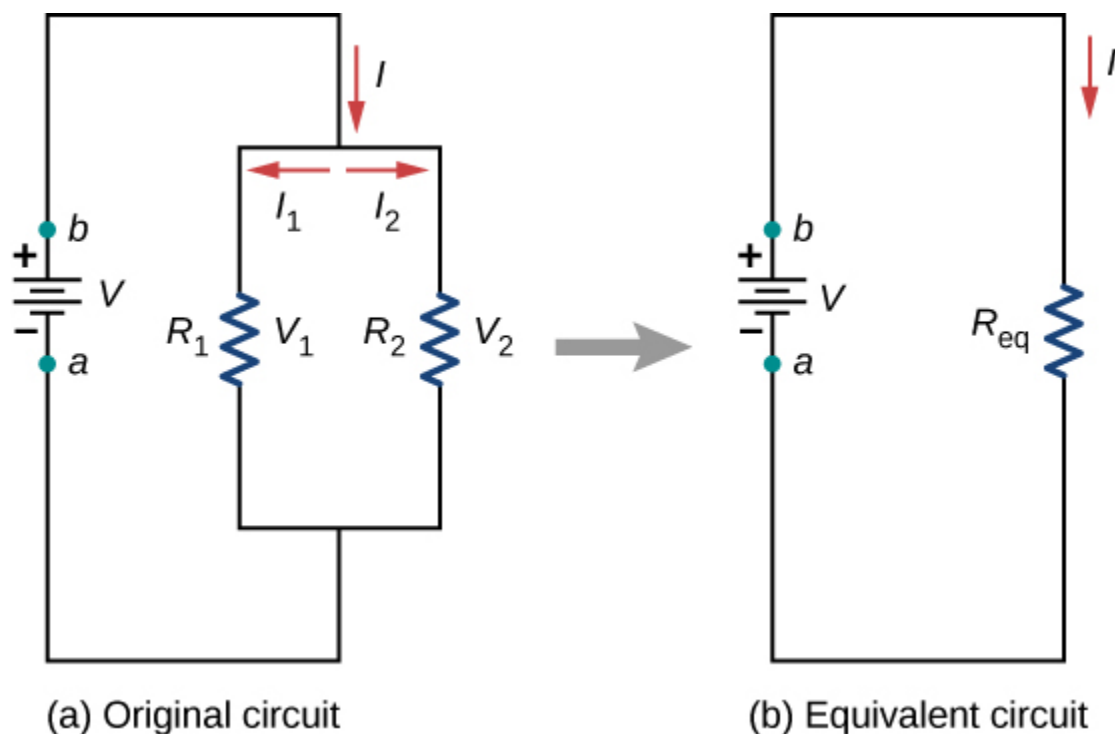 I
I
I1 I2
b
+
V
−
a
R1 V1 R2 V2
b
+
V
−
a
Req
(a) Original circuit
(b) Equivalent circuit